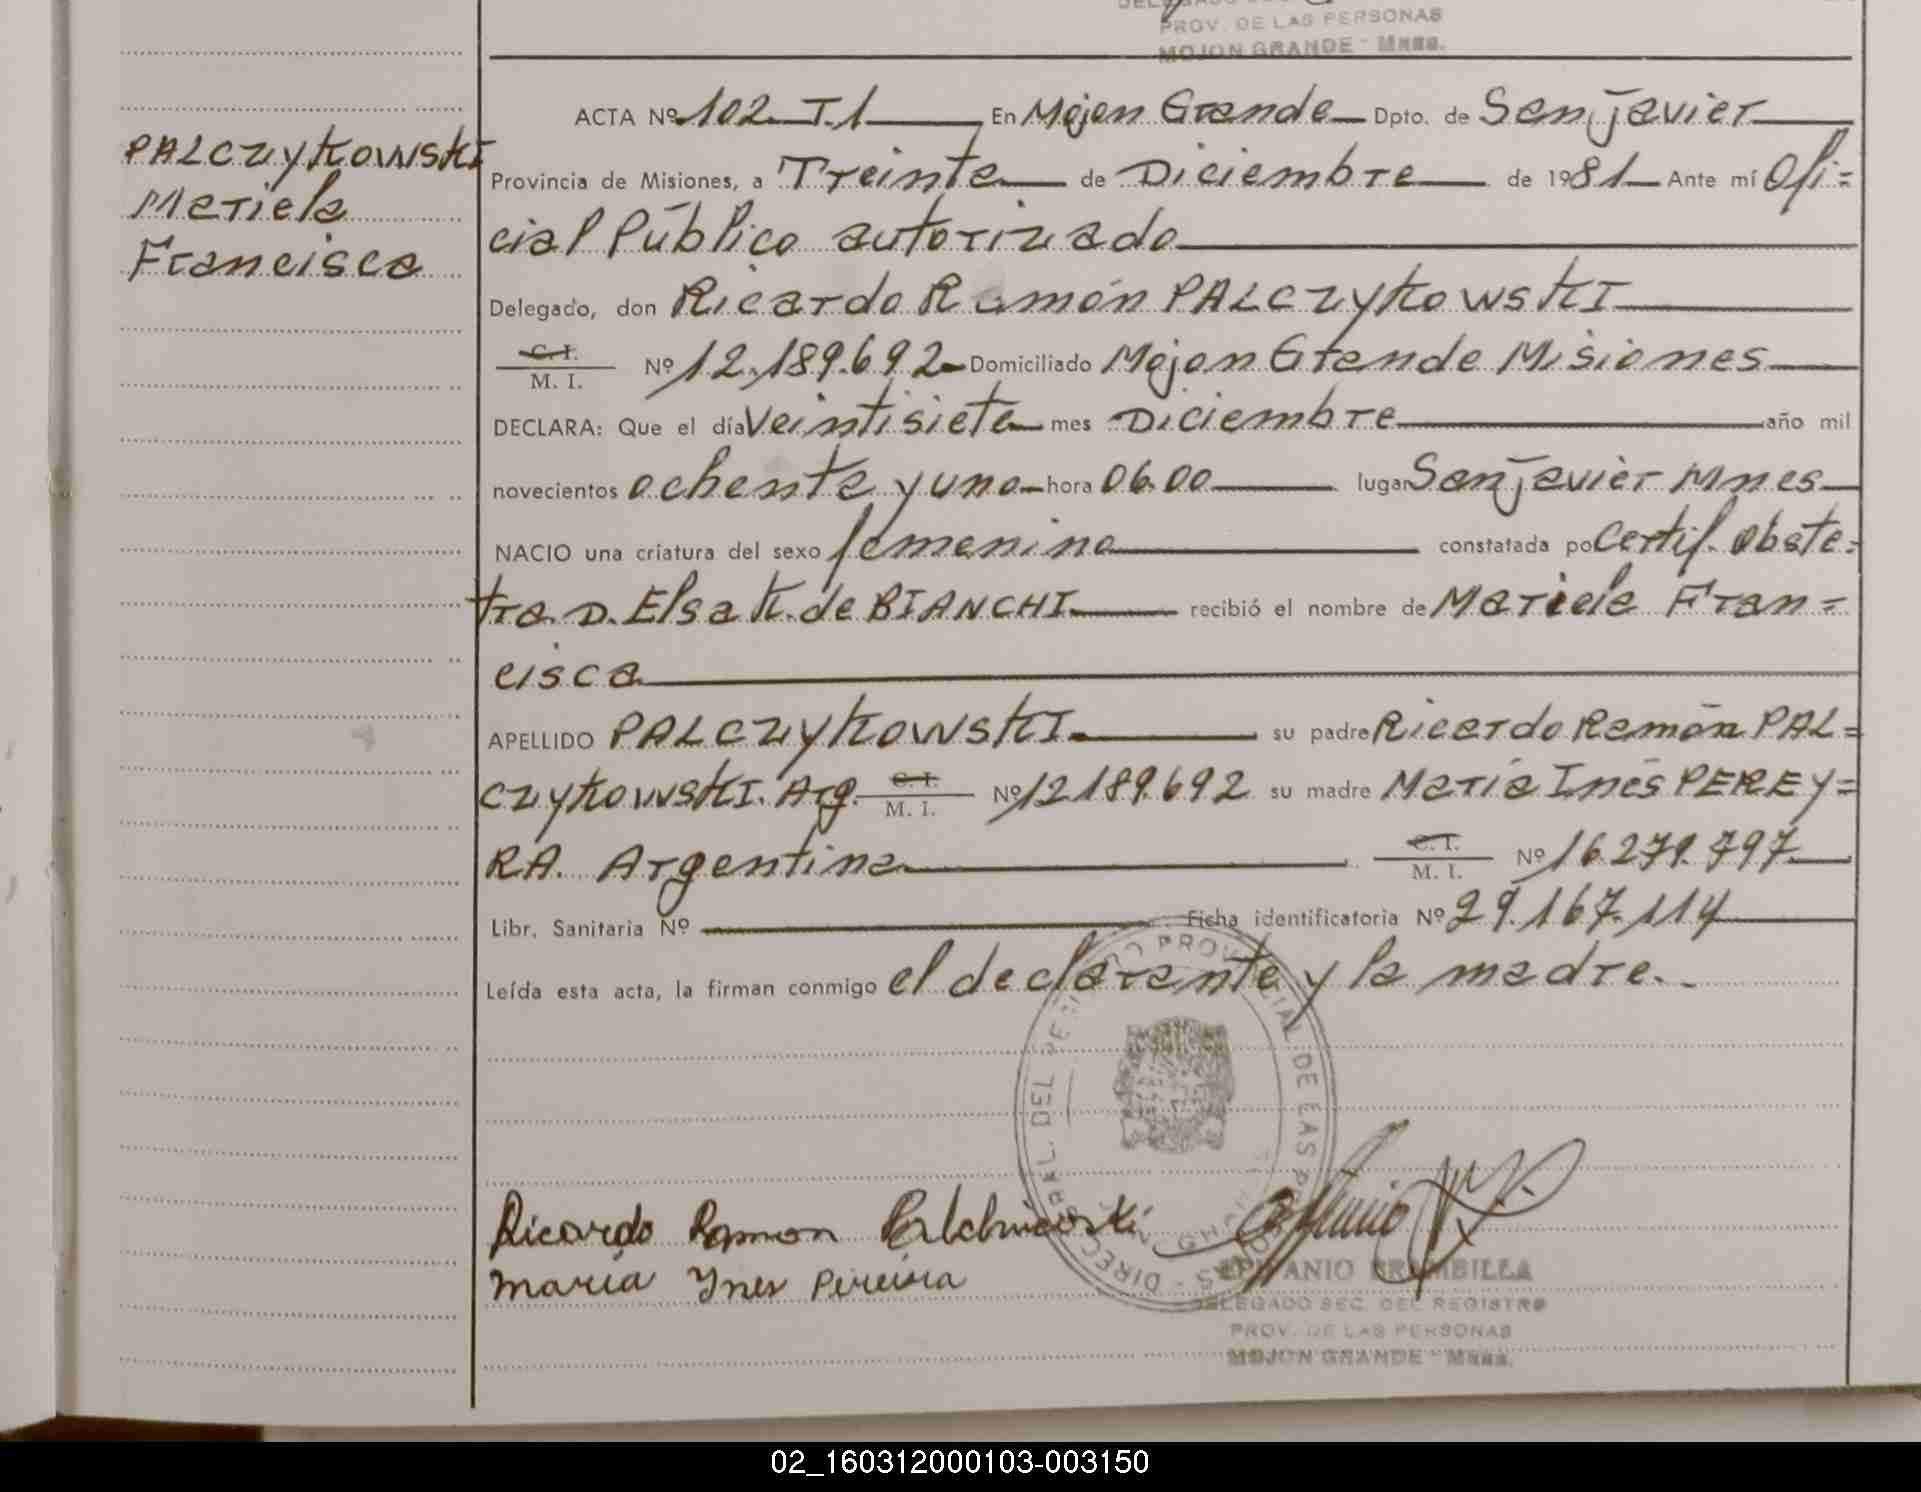 PROV. DE LAS PERSONAS
MOJON GRANDE - Mnes.
PALCZYKOWSKI
Mariela
Francisca
ACTA Nº 102 T.1 En Mojon Grande Dpto. de San Javier
Provincia de Misiones, a Treinta de Diciembre de 1981 Ante mí Ofi=
cial Público autorizado
Delegado, don Ricardo Ramón PALCZYKOWSKI
C. I.
M. I. Nº 12.189.692 Domiciliado Mojon Grande Misiones
DECLARA: Que el día Veintisiete mes Diciembre año mil
novecientos ochenta y uno hora 06.00 lugar San Javier Mnes
NACIO una criatura del sexo femenino constatada po Certif. Obste=
tra. D. Elsa K. de BIANCHI recibió el nombre de Mariela Fran=
cisca
APELLIDO PALCZYKOWSKI su padre Ricardo Ramón PAL=
CZYKOWSKI. Arg. C. I. M. I. Nº 12189.692 su madre María Inés PEREY=
RA. Argentina C. I. M. I. Nº 16.279.797
Libr. Sanitaria Nº Ficha identificatoria Nº 29.167.114
Leída esta acta, la firman conmigo el declarante y la madre.
Ricardo Ramon
maria Ynes Pereira
EPIFANIO BRAMBILLA
DELEGADO SEC. DEL REGISTRO
PROV. DE LAS PERSONAS
MOJON GRANDE - Mnes.
02_160312000103-003150